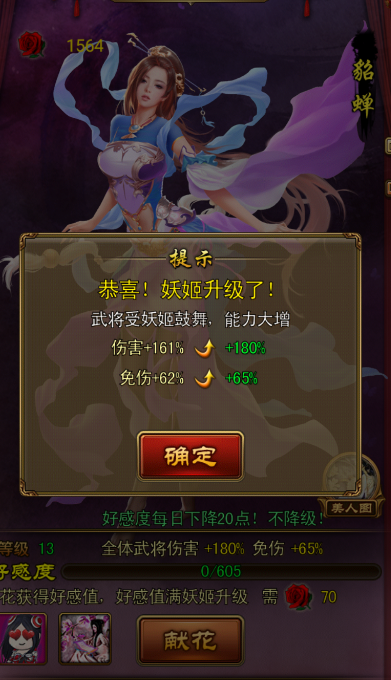 1564
貂蝉
提示
恭喜！妖姬升级了！
武将受妖姬鼓舞，能力大增
伤害+161% +180%
免伤+62% +65%
确定
美人图
好感度每日下降20点！不降级！
等级 13 全体武将伤害 +180% 免伤 +65%
好感度 0/605
花获得好感值，好感值满妖姬升级 需 70
献花